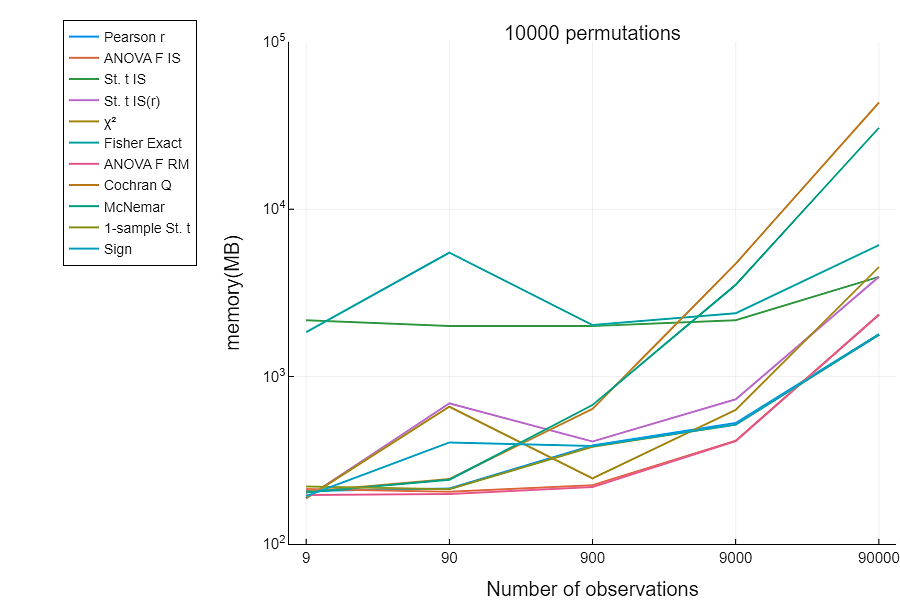 Pearson r
ANOVA F IS
St. t IS
St. t IS(r)
χ²
Fisher Exact
ANOVA F RM
Cochran Q
McNemar
1-sample St. t
Sign
10000 permutations
10⁵
10⁴
10³
10²
memory(MB)
9 90 900 9000 90000
Number of observations